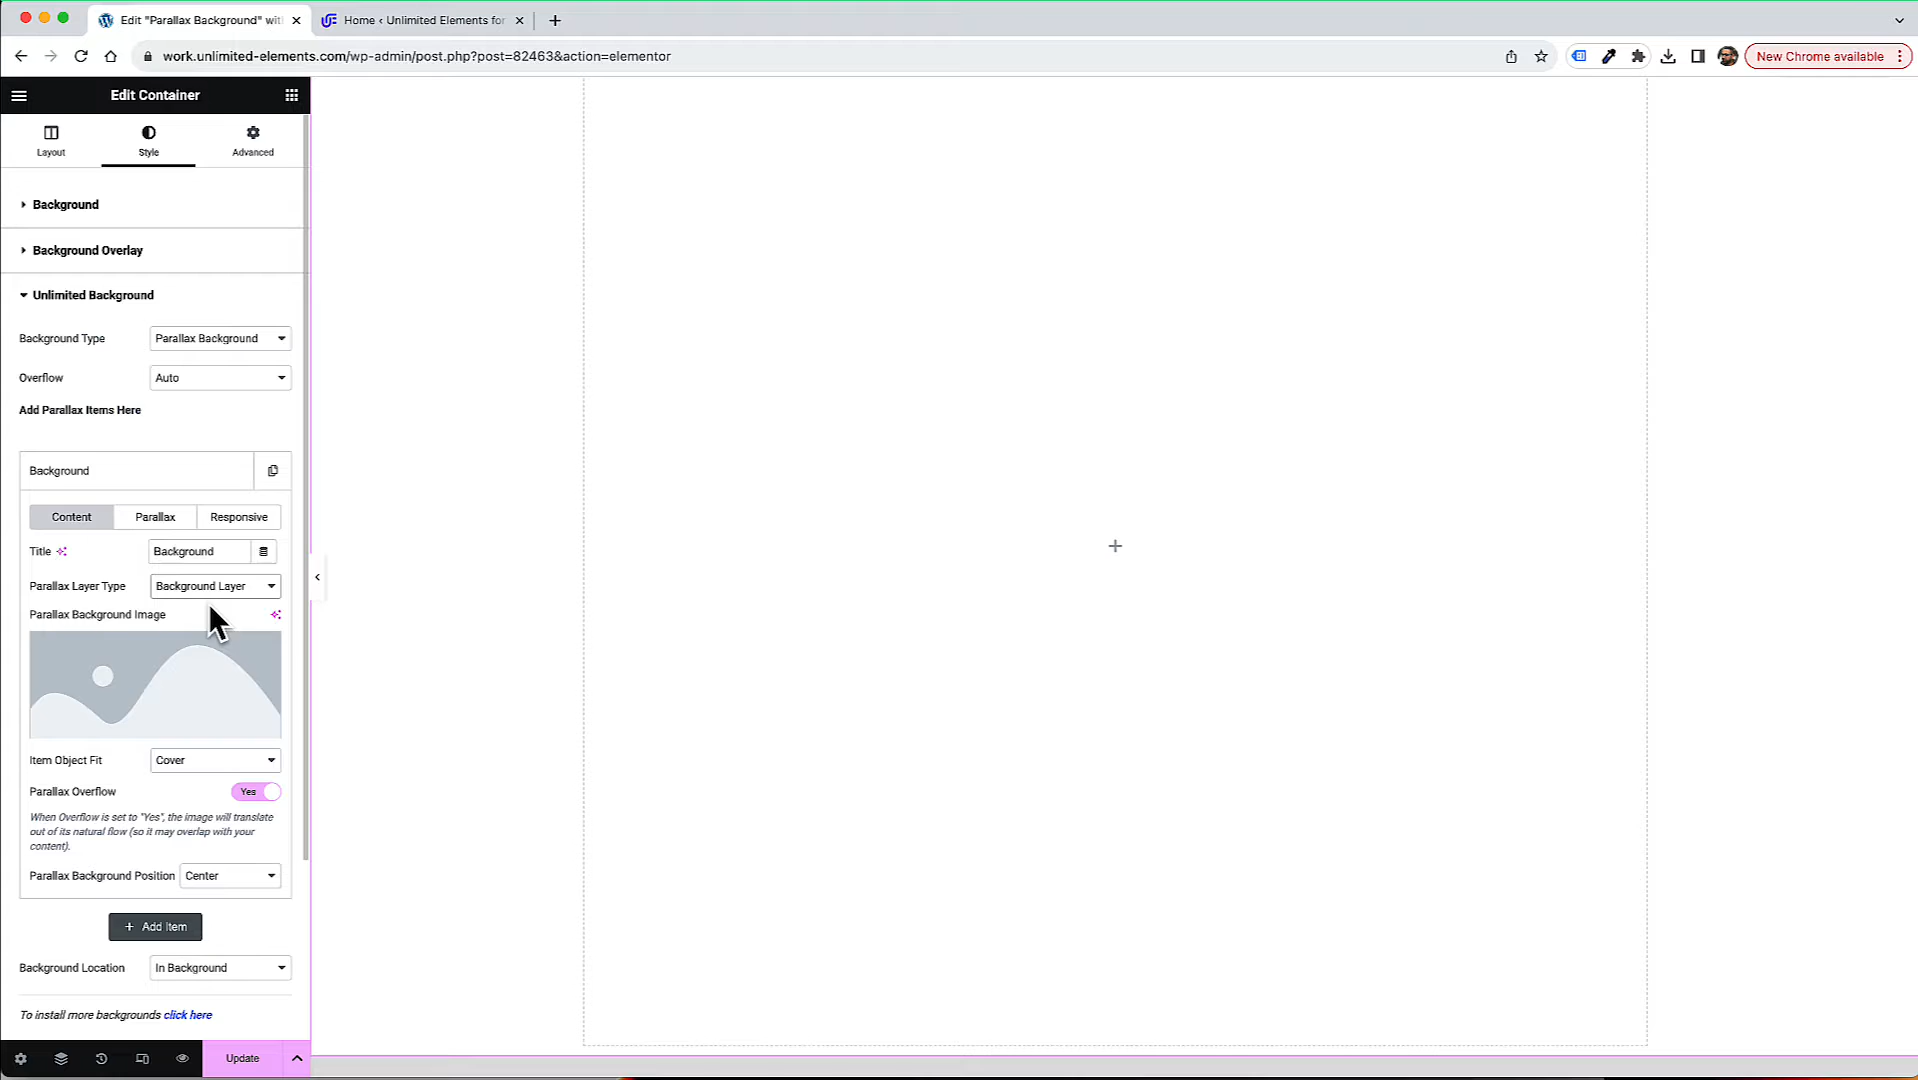 Edit "Parallax Background" wit
Home ‹ Unlimited Elements for
work.unlimited-elements.com/wp-admin/post.php?post=82463&action=elementor
New Chrome available
Edit Container
Layout
Style
Advanced
Background
Background Overlay
Unlimited Background
Background Type
Parallax Background
Overflow
Auto
Add Parallax Items Here
Background
Content
Parallax
Responsive
Title
Background
Parallax Layer Type
Background Layer
Parallax Background Image
Item Object Fit
Cover
Parallax Overflow
Yes
When Overflow is set to "Yes", the image will translate
out of its natural flow (so it may overlap with your
content).
Parallax Background Position
Center
+ Add Item
Background Location
In Background
To install more backgrounds click here
Update